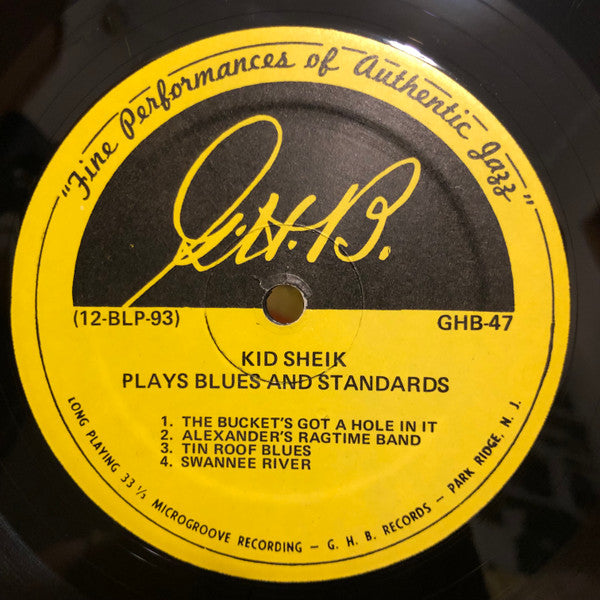 "Fine Performances of Authentic Jazz"
G.H.B.
(12-BLP-93)
GHB-47
KID SHEIK
PLAYS BLUES AND STANDARDS
1. THE BUCKET'S GOT A HOLE IN IT
2. ALEXANDER'S RAGTIME BAND
3. TIN ROOF BLUES
4. SWANNEE RIVER
LONG PLAYING 33 1/3 MICROGROOVE RECORDING – G. H. B. RECORDS – PARK RIDGE, N. J.